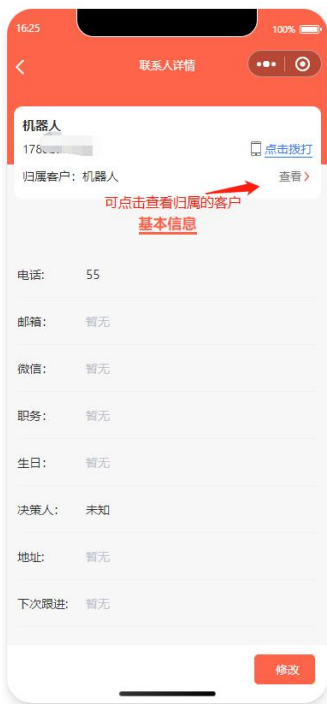 16:25
100%
联系人详情
机器人
178
点击拨打
归属客户：机器人
查看
可点击查看归属的客户
基本信息
电话: 55
邮箱: 暂无
微信: 暂无
职务: 暂无
生日: 暂无
决策人: 未知
地址: 暂无
下次跟进: 暂无
修改